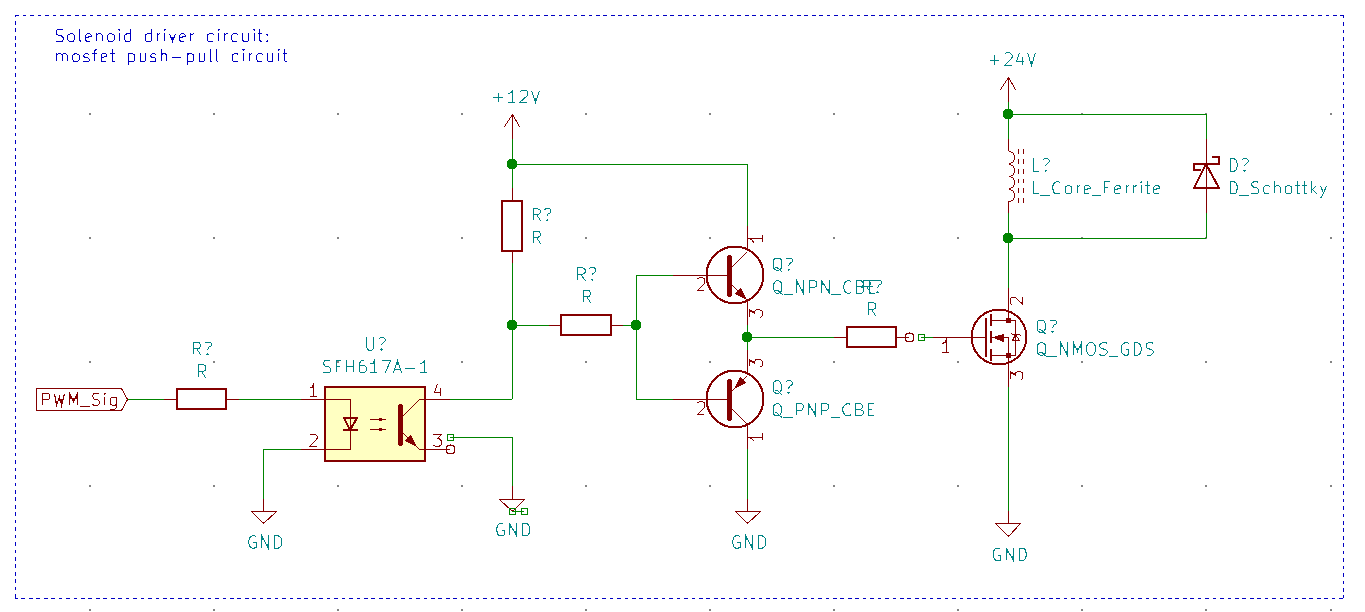 Solenoid driver circuit:
mosfet push-pull circuit
+12V
+24V
L?
L_Core_Ferrite
D?
D_Schottky
R?
R
R?
R
1
Q?
2
Q_NPN_CBE
3
R?
R
2
Q?
1
Q_NMOS_GDS
3
R?
R
U?
SFH617A-1
1
4
2
3
PWM_Sig
3
Q?
2
Q_PNP_CBE
1
GND
GND
GND
GND